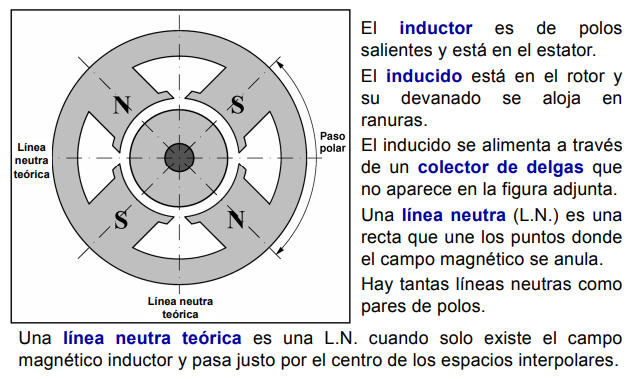 El inductor es de polos
salientes y está en el estator.
El inducido está en el rotor y
su devanado se aloja en
ranuras.
El inducido se alimenta a través
de un colector de delgas que
no aparece en la figura adjunta.
Una línea neutra (L.N.) es una
recta que une los puntos donde
el campo magnético se anula.
Hay tantas líneas neutras como
pares de polos.
N
S
Paso
polar
Línea
neutra
teórica
S
N
Línea neutra
teórica
Una línea neutra teórica es una L.N. cuando solo existe el campo
magnético inductor y pasa justo por el centro de los espacios interpolares.